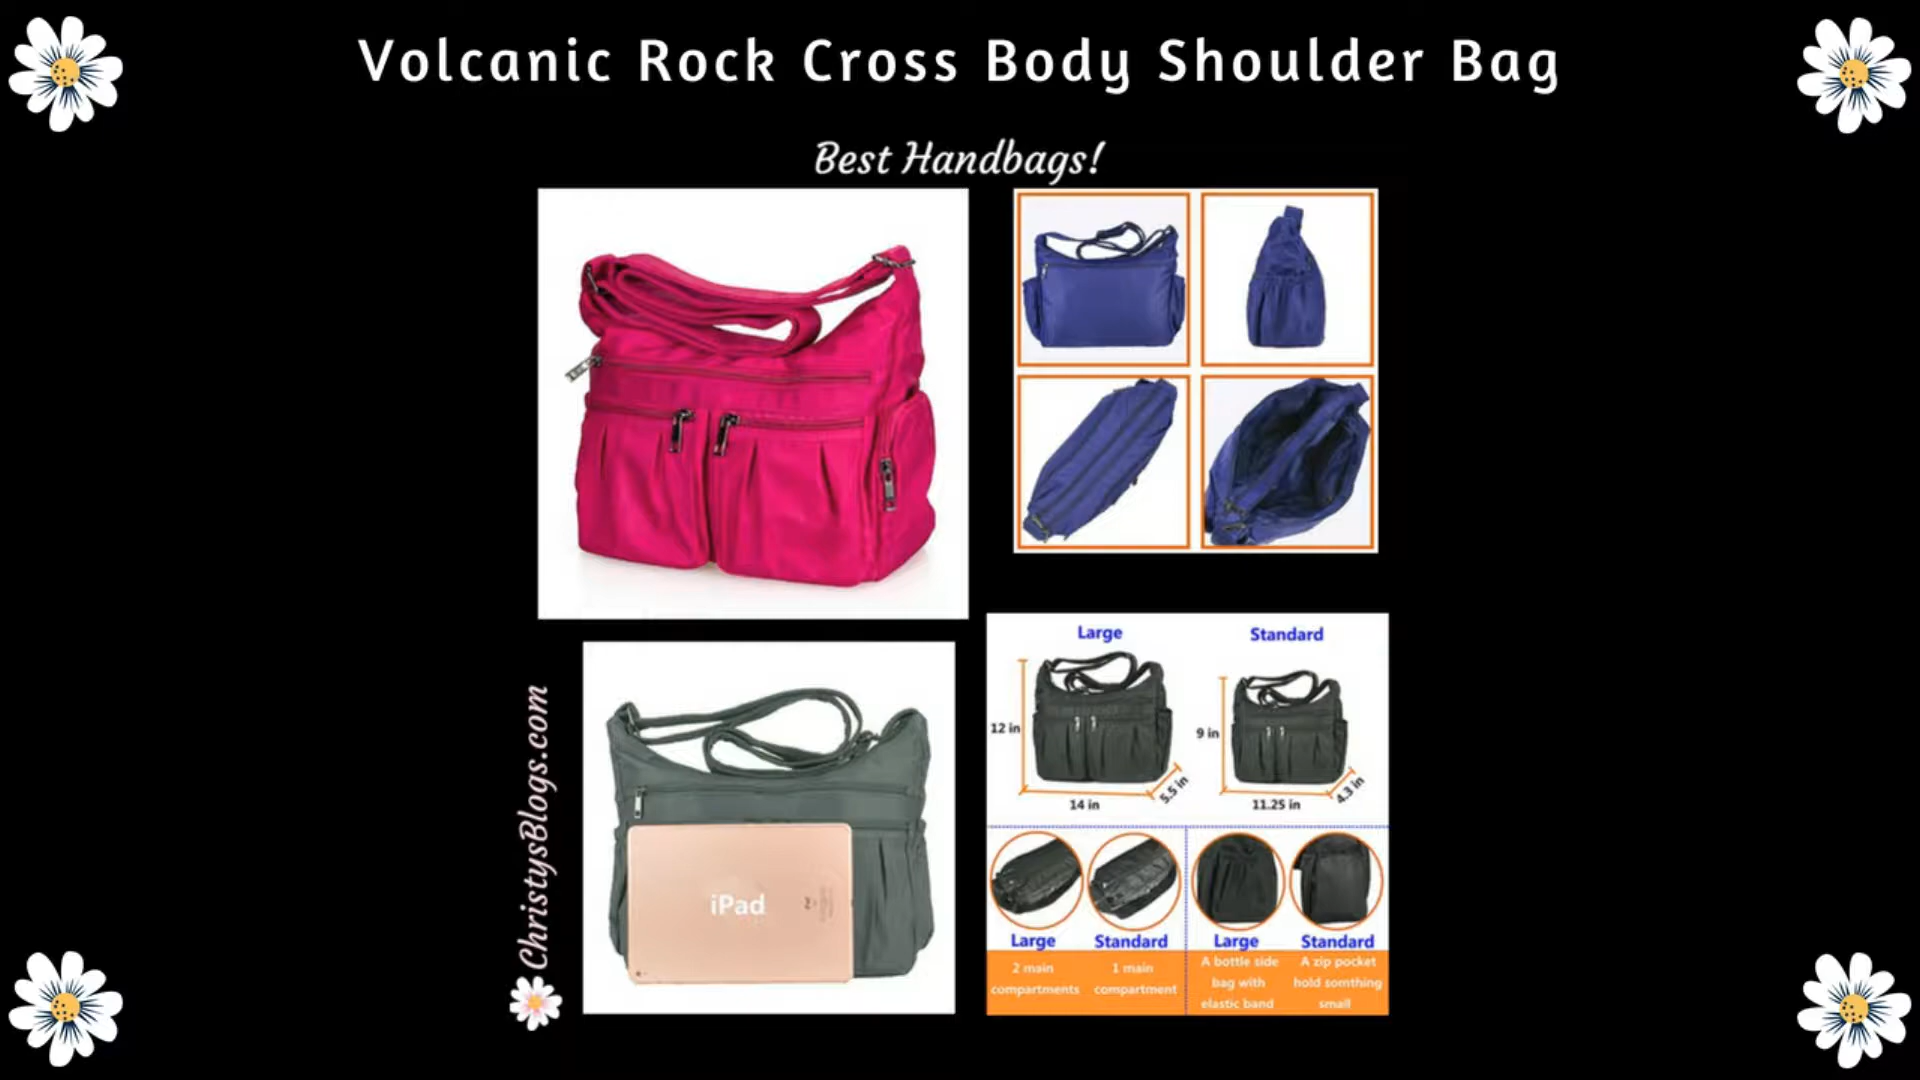 Volcanic Rock Cross Body Shoulder Bag
Best Handbags!
Large
Standard
12 in
14 in
5.5 in
9 in
11.25 in
4.3 in
iPad
Large
2 main
compartments
Standard
1 main
compartment
Large
A bottle side
bag with
elastic band
Standard
A zip pocket
hold somthing
small
ChristysBlogs.com